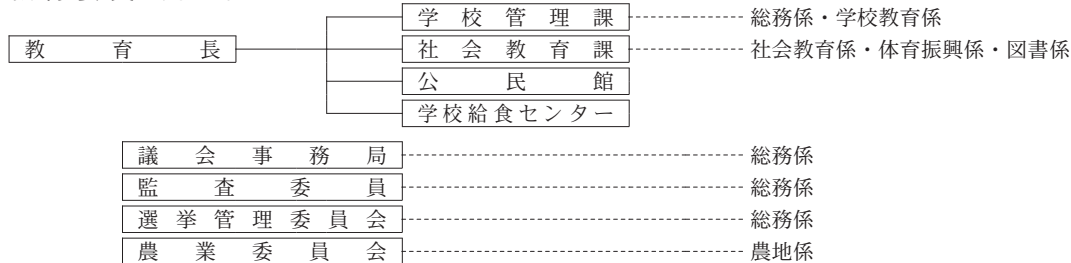 学校管理課 総務係・学校教育係
教育長 社会教育課 社会教育係・体育振興係・図書係
公民館
学校給食センター
議会事務局 総務係
監査委員 総務係
選挙管理委員会 総務係
農業委員会 農地係